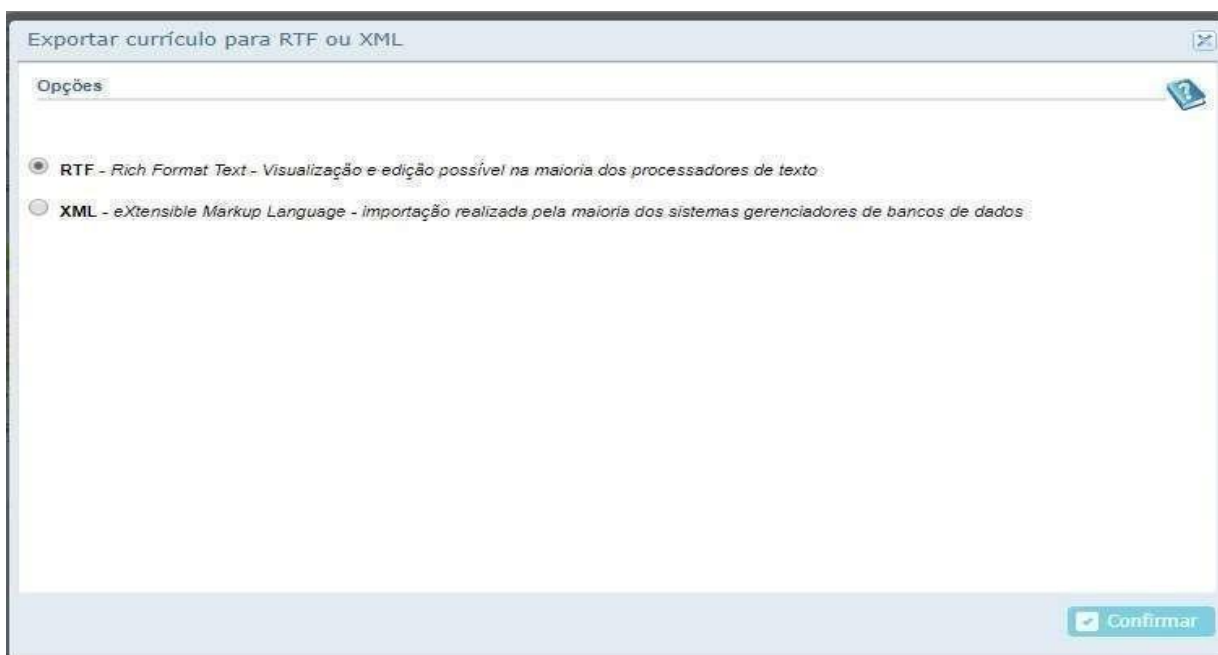 Exportar currículo para RTF ou XML
Opções
?
RTF - Rich Format Text - Visualização e edição possível na maioria dos processadores de texto
XML - eXtensible Markup Language - importação realizada pela maioria dos sistemas gerenciadores de bancos de dados
Confirmar